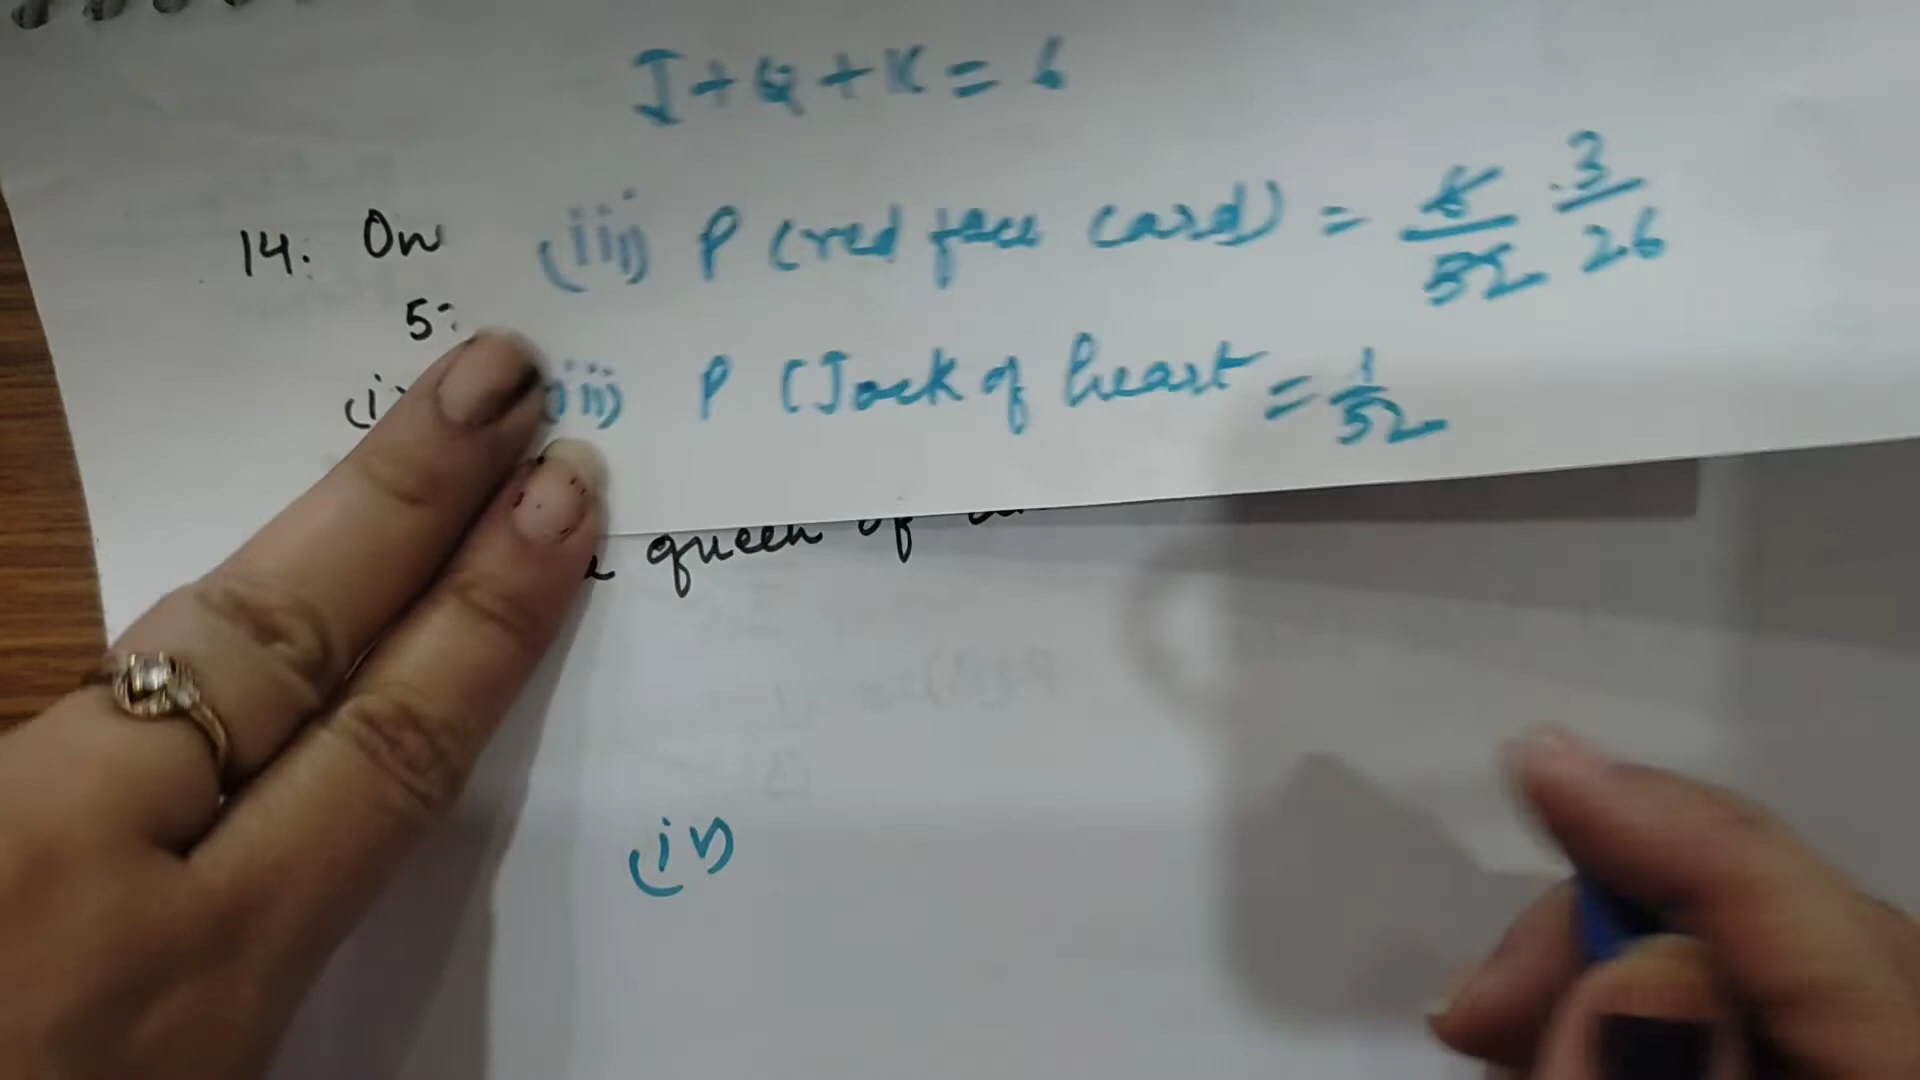 J+Q+K= 6
14. On (ii) P (red face card) = 6/52 3/26
5
(iii) P (Jack of heart = 1/52
queen of
(iv)